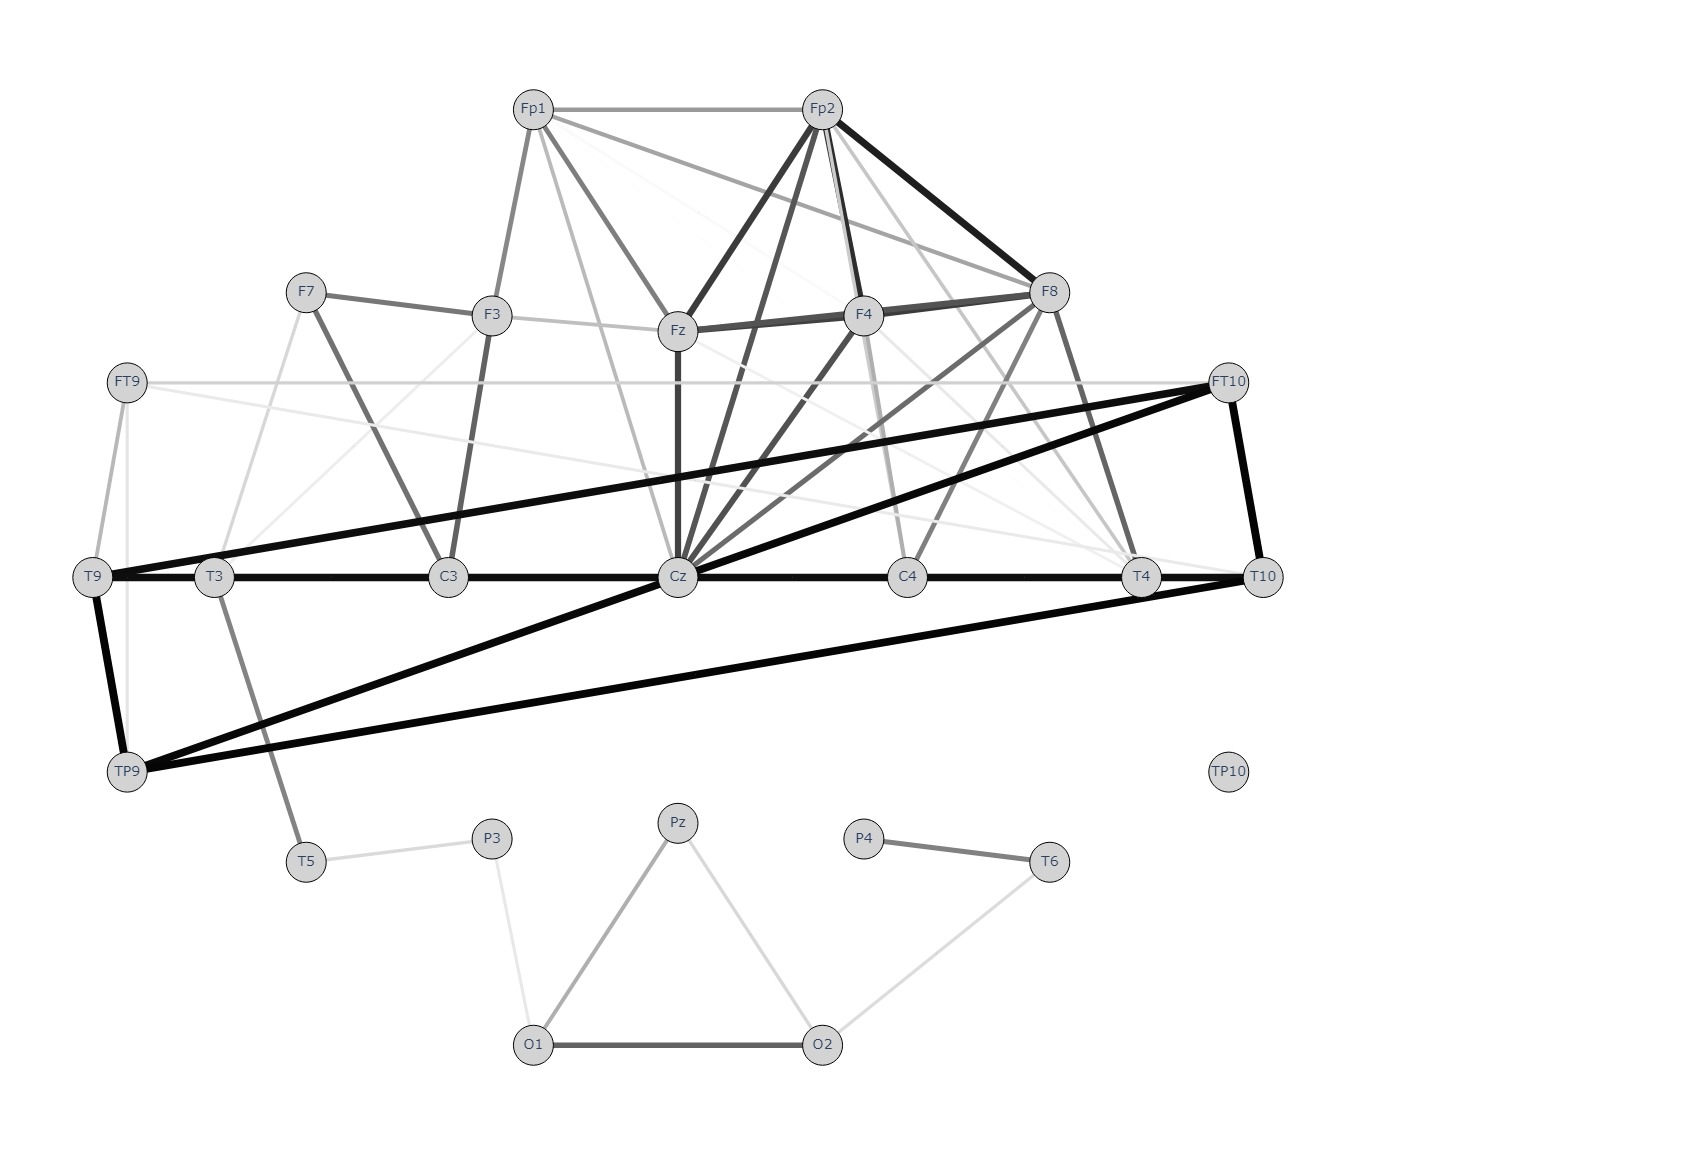 Fp1 Fp2
F7 F3 Fz F4 F8
FT9 FT10
T9 T3 C3 Cz C4 T4 T10
TP9 TP10
T5 P3 Pz P4 T6
O1 O2